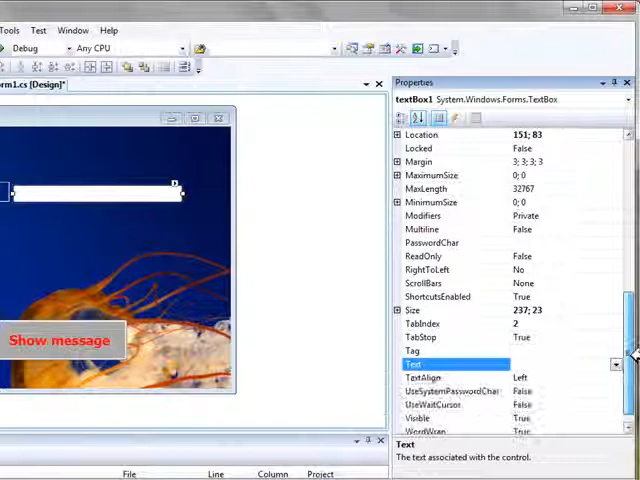 Tools Test Window Help
Debug Any CPU
orm1.cs [Design]*
Properties
textBox1 System.Windows.Forms.TextBox
Location 151; 83
Locked False
Margin 3; 3; 3; 3
MaximumSize 0; 0
MaxLength 32767
MinimumSize 0; 0
Modifiers Private
Multiline False
PasswordChar
ReadOnly False
RightToLeft No
ScrollBars None
ShortcutsEnabled True
Size 237; 23
TabIndex 2
TabStop True
Tag
Text
TextAlign Left
UseSystemPasswordChar False
UseWaitCursor False
Visible True
WordWrap True
Show message
Text
The text associated with the control.
File Line Column Project